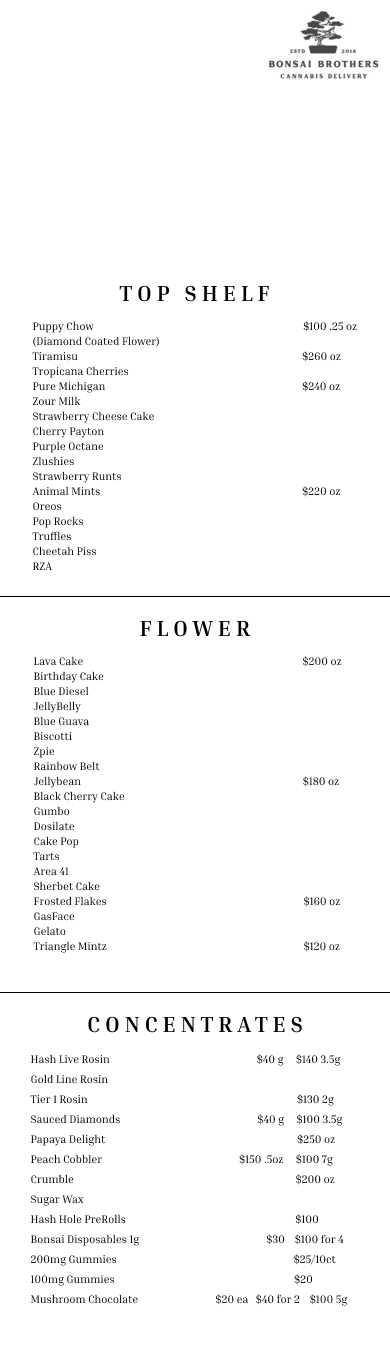 ESTD 2018
BONSAI BROTHERS
CANNABIS DELIVERY
TOP SHELF
Puppy Chow $100 .25 oz
(Diamond Coated Flower)
Tiramisu $260 oz
Tropicana Cherries
Pure Michigan $240 oz
Zour Milk
Strawberry Cheese Cake
Cherry Payton
Purple Octane
Zlushies
Strawberry Runts
Animal Mints $220 oz
Oreos
Pop Rocks
Truffles
Cheetah Piss
RZA
FLOWER
Lava Cake $200 oz
Birthday Cake
Blue Diesel
JellyBelly
Blue Guava
Biscotti
Zpie
Rainbow Belt
Jellybean $180 oz
Black Cherry Cake
Gumbo
Dosilate
Cake Pop
Tarts
Area 41
Sherbet Cake
Frosted Flakes $160 oz
GasFace
Gelato
Triangle Mintz $120 oz
CONCENTRATES
Hash Live Rosin $40 g $140 3.5g
Gold Line Rosin
Tier 1 Rosin $130 2g
Sauced Diamonds $40 g $100 3.5g
Papaya Delight $250 oz
Peach Cobbler $150 .5oz $100 7g
Crumble $200 oz
Sugar Wax
Hash Hole PreRolls $100
Bonsai Disposables 1g $30 $100 for 4
200mg Gummies $25/10ct
100mg Gummies $20
Mushroom Chocolate $20 ea $40 for 2 $100 5g